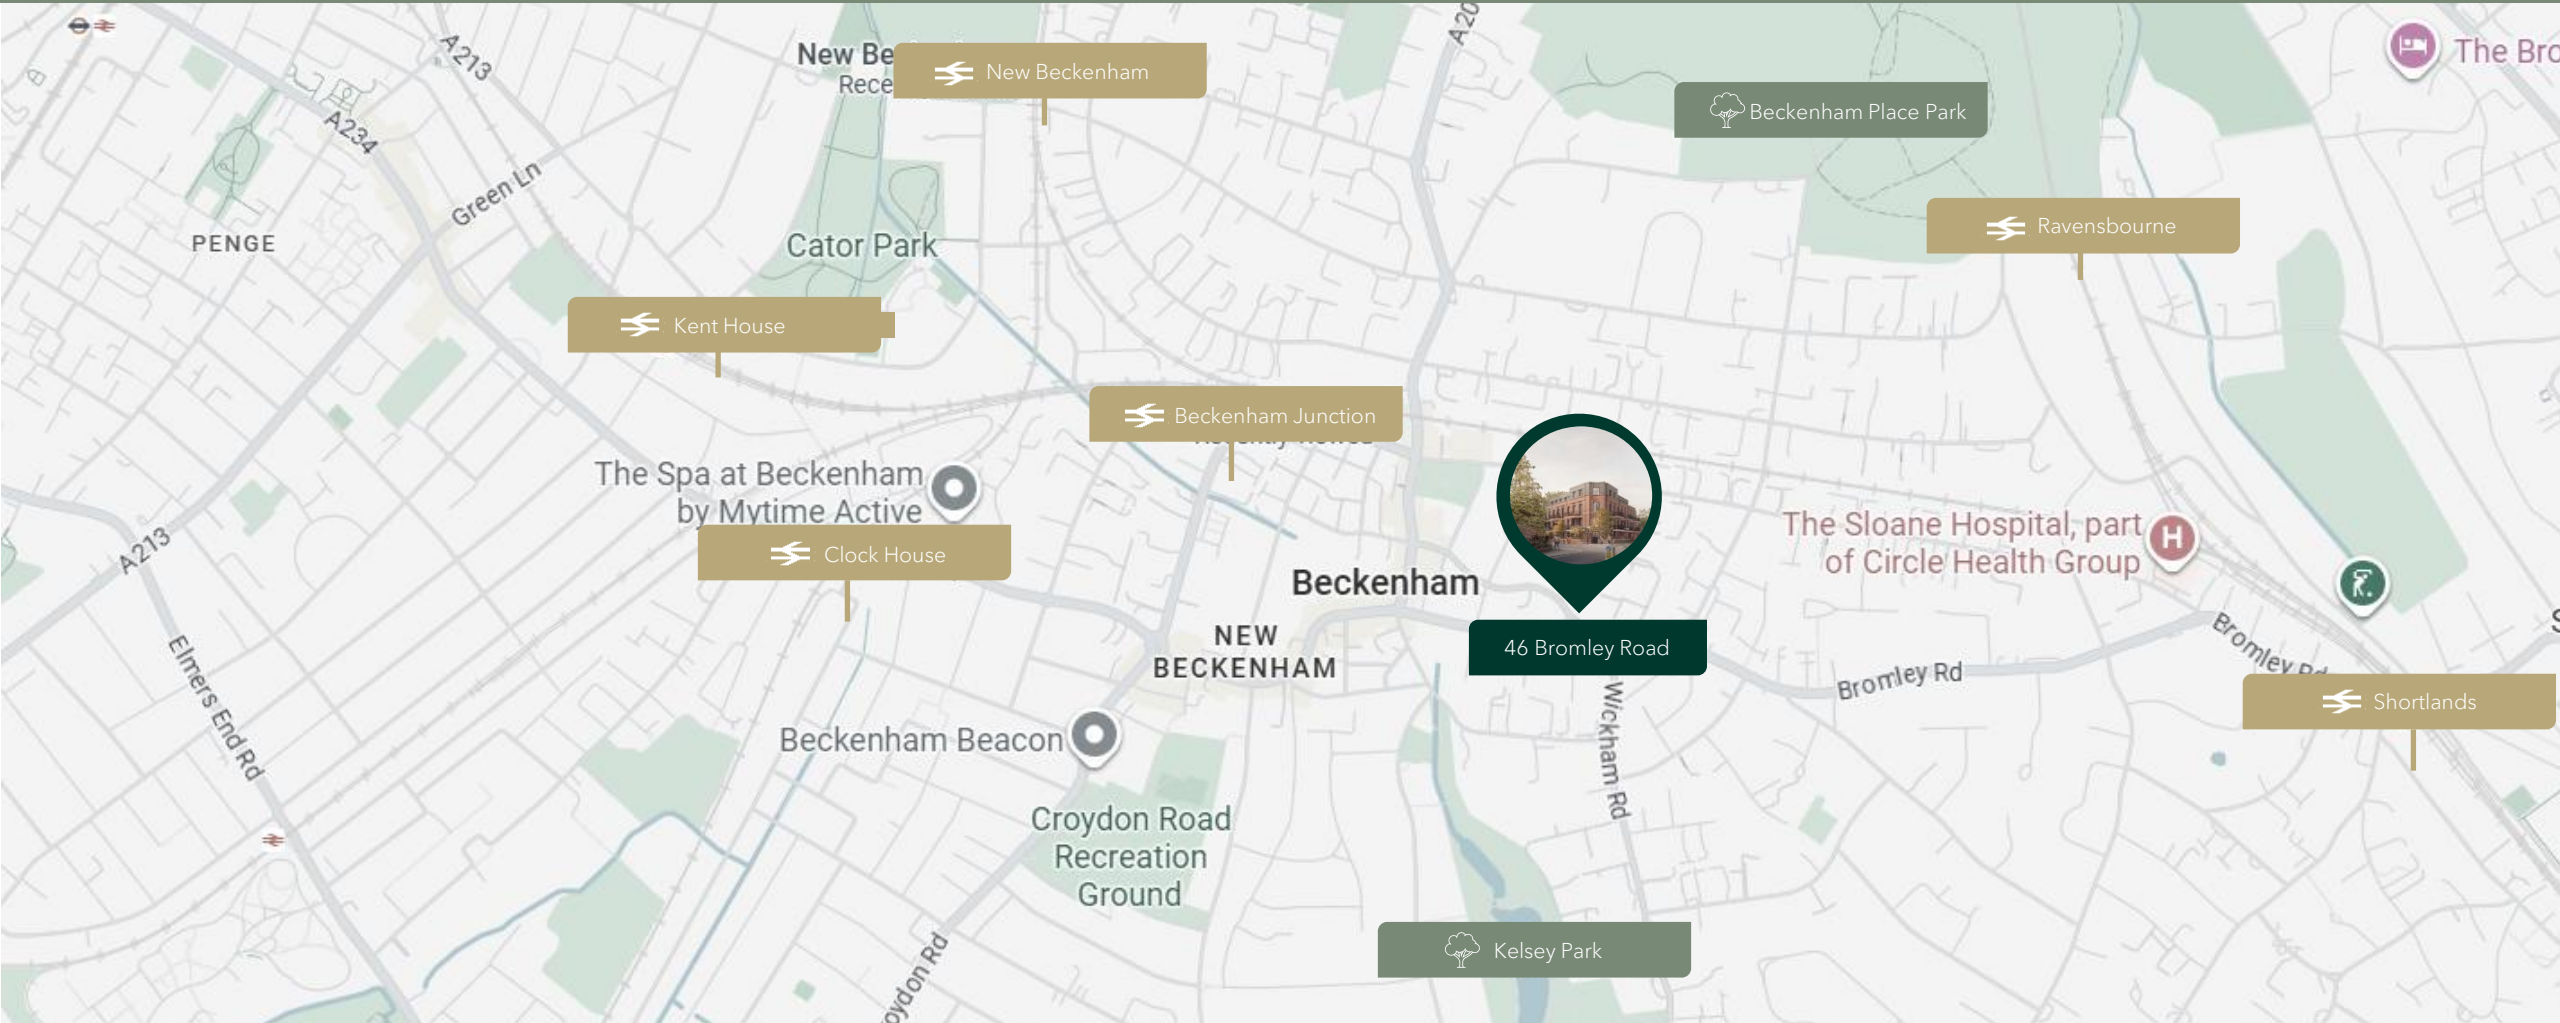 A213
New Be
Rece
New Beckenham
A20
The Bro
Beckenham Place Park
A234
Green Ln
PENGE
Cator Park
Ravensbourne
Kent House
Beckenham Junction
The Spa at Beckenham
by Mytime Active
Clock House
A213
The Sloane Hospital, part
of Circle Health Group
H
Beckenham
NEW
BECKENHAM
46 Bromley Road
Bromley Rd
Bromley Rd
Shortlands
Elmers End Rd
Wickham Rd
Beckenham Beacon
Croydon Road
Recreation
Ground
Kelsey Park
oydon Rd